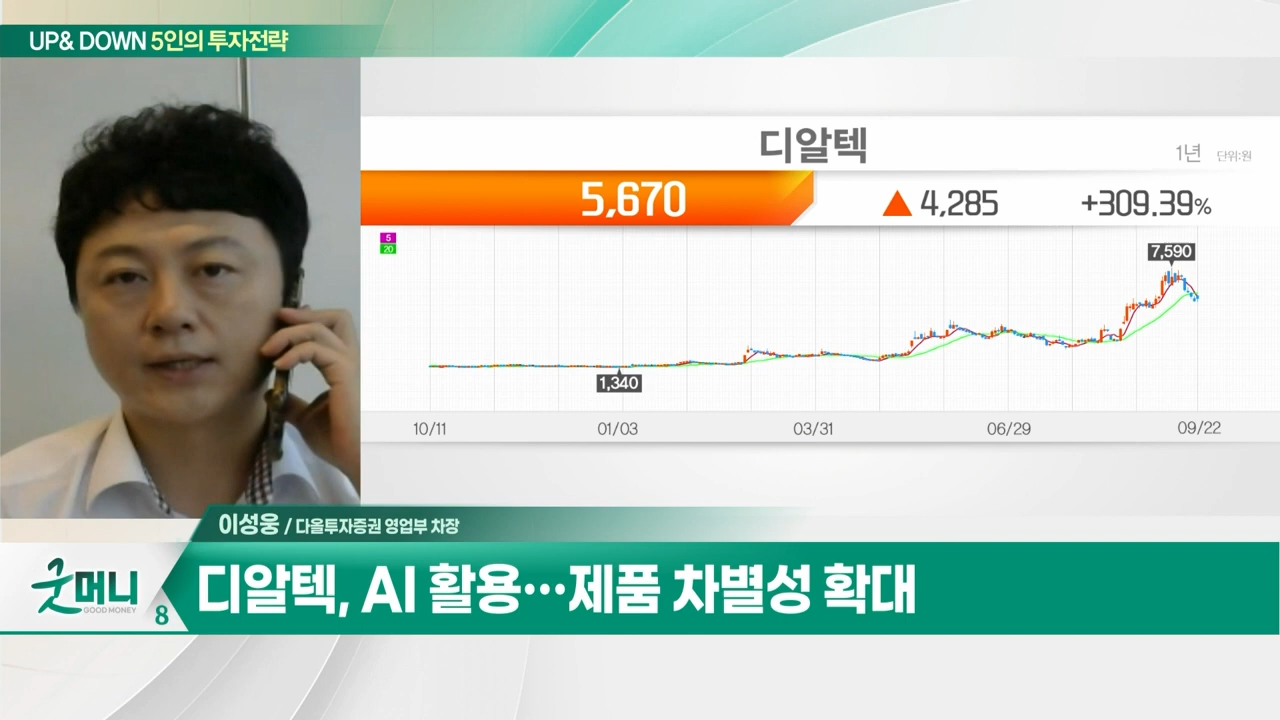 UP& DOWN 5인의 투자전략
디알텍
1년 단위:원
5,670 ▲ 4,285 +309.39%
5
20
7,590
1,340
10/11 01/03 03/31 06/29 09/22
이성웅 / 다올투자증권 영업부 차장
굿머니
GOOD MONEY
8
디알텍, AI 활용…제품 차별성 확대